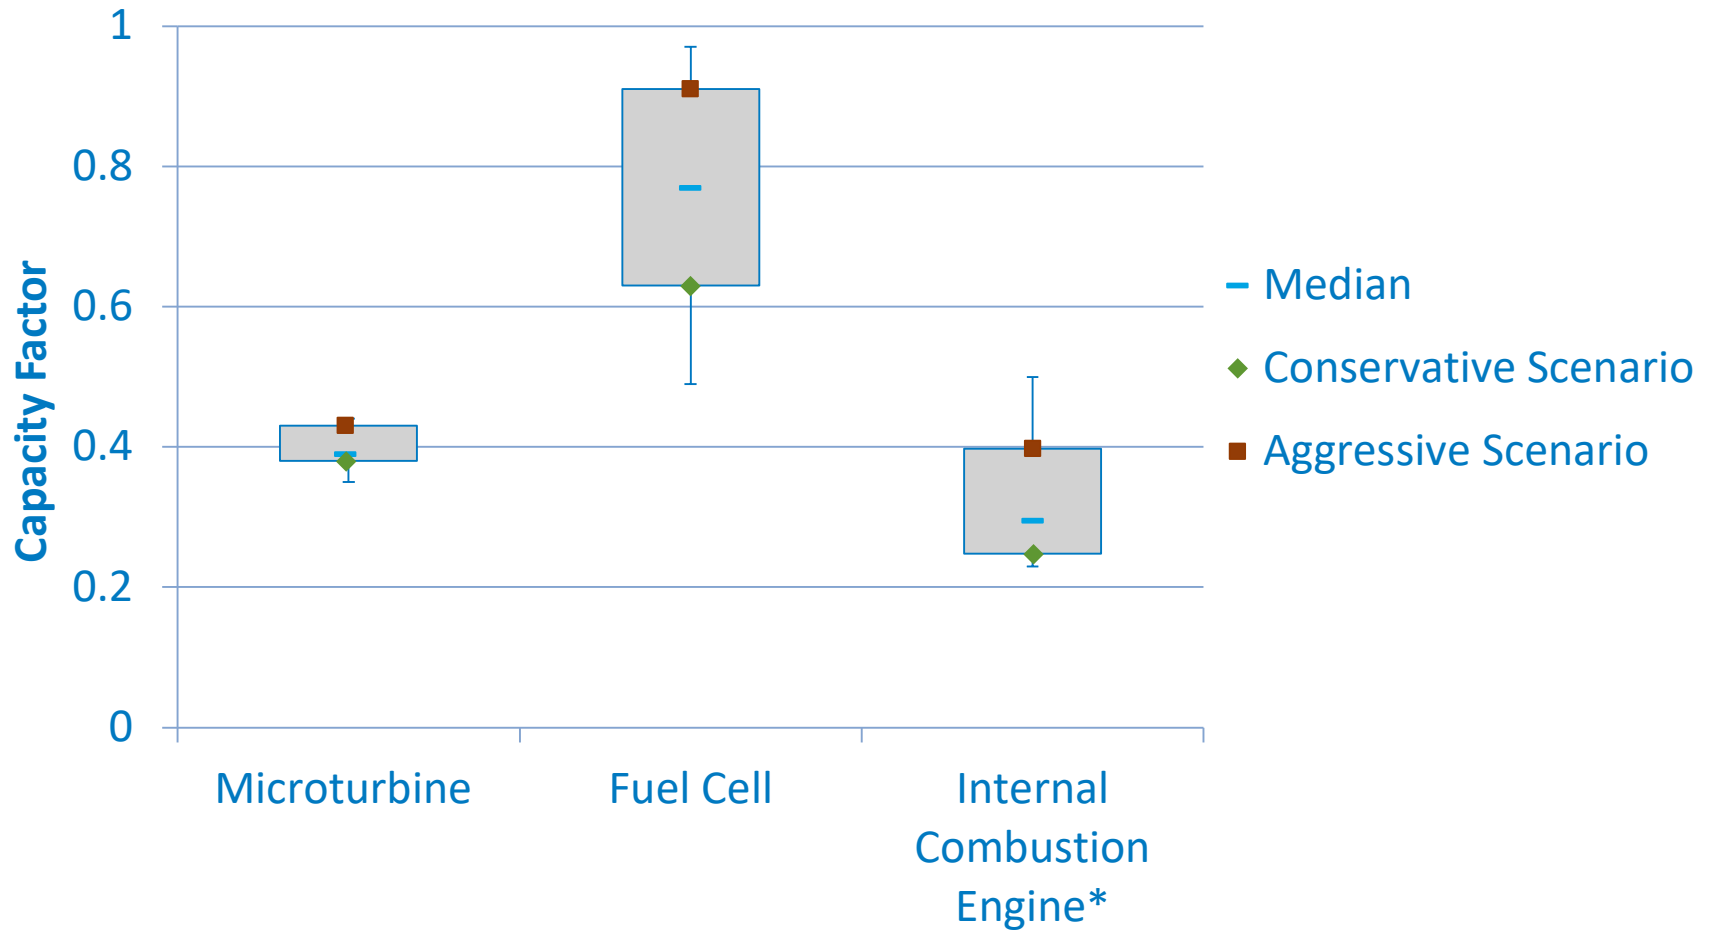 1
0.8
0.6
0.4
0.2
0
Capacity Factor
Microturbine
Fuel Cell
Internal
Combustion
Engine*
Median
Conservative Scenario
Aggressive Scenario